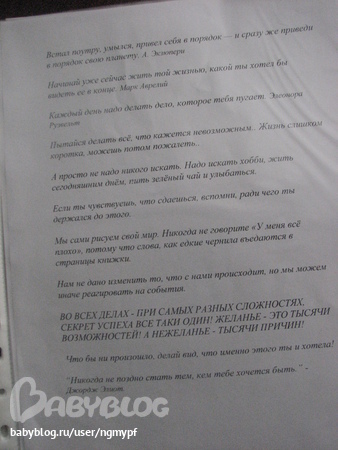 Встал поутру, умылся, привел себя в порядок — и сразу же приведи
в порядок свою планету. А. Экзюпери
Начинай уже сейчас жить той жизнью, какой ты хотел бы
видеть ее в конце. Марк Аврелий
Каждый день надо делать дело, которое тебя пугает. Элеонора
Рузвельт
Пытайся делать всё, что кажется невозможным.. Жизнь слишком
коротка, можешь потом пожалеть..
А просто не надо никого искать. Надо искать хобби, жить
сегодняшним днём, пить зелёный чай и улыбаться.
Если ты чувствуешь, что сдаешься, вспомни, ради чего ты
держался до этого.
Мы сами рисуем свой мир. Никогда не говорите «У меня всё
плохо», потому что слова, как едкие чернила въедаются в
страницы книжки.
Нам не дано изменить то, что с нами происходит, но мы можем
иначе реагировать на события.
ВО ВСЕХ ДЕЛАХ - ПРИ САМЫХ РАЗНЫХ СЛОЖНОСТЯХ,
СЕКРЕТ УСПЕХА ВСЕ ТАКИ ОДИН! ЖЕЛАНЬЕ - ЭТО ТЫСЯЧИ
ВОЗМОЖНОСТЕЙ! А НЕЖЕЛАНЬЕ - ТЫСЯЧИ ПРИЧИН!
Что бы ни произошло, делай вид, что именно этого ты и хотела!
"Никогда не поздно стать тем, кем тебе хочется быть." -
Джордж Элиот
BABYBLOG
babyblog.ru/user/ngmypf